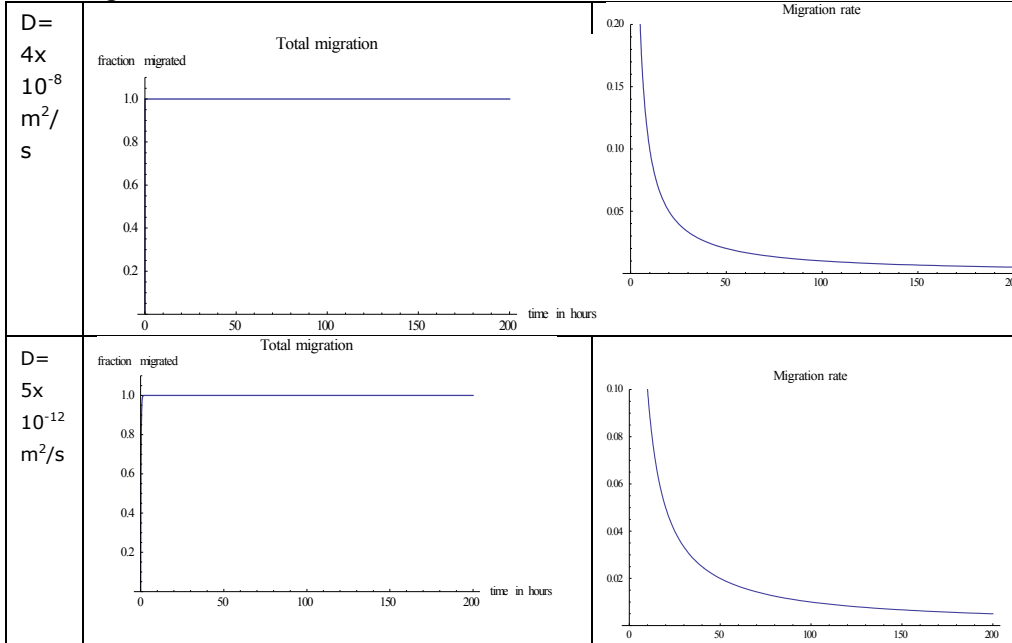 D=
4x
10⁻⁸
m²/
s
Total migration
fraction migrated
1.0
0.8
0.6
0.4
0.2
0 50 100 150 200
time in hours
Migration rate
0.20
0.15
0.10
0.05
0 50 100 150 20
D=
5x
10⁻¹²
m²/s
Total migration
fraction migrated
1.0
0.8
0.6
0.4
0.2
0 50 100 150 200
time in hours
Migration rate
0.10
0.08
0.06
0.04
0.02
0 50 100 150 200